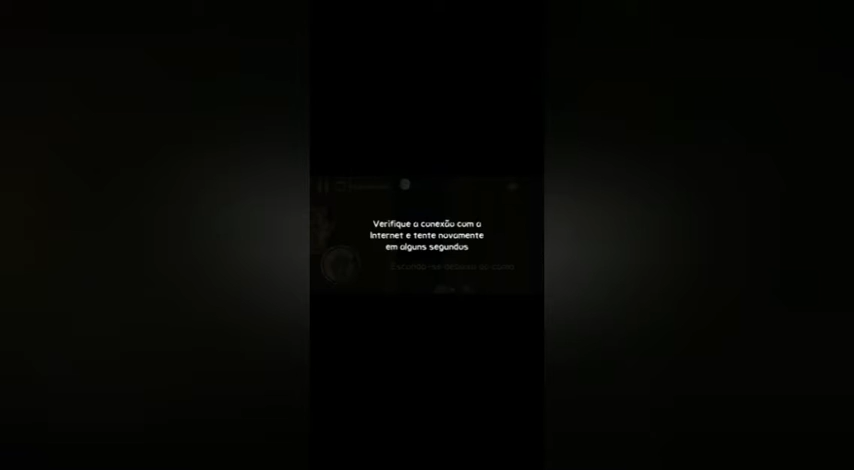 Verifique a conexão com a
Internet e tente novamente
em alguns segundos